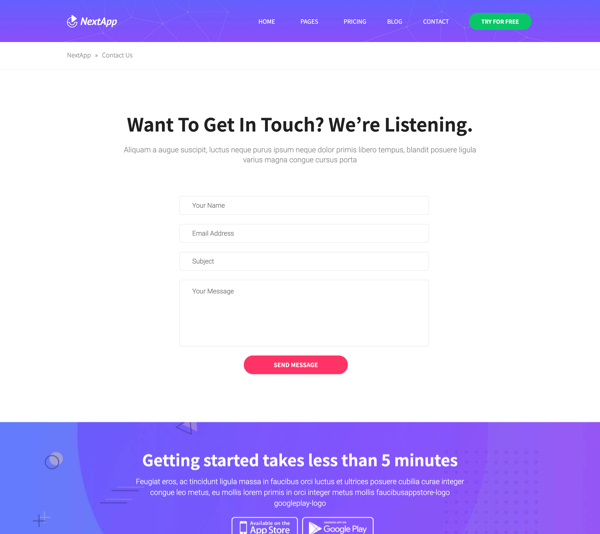 NextApp
HOME PAGES PRICING BLOG CONTACT TRY FOR FREE
NextApp » Contact Us
Want To Get In Touch? We’re Listening.
Aliquam a augue suscipit, luctus neque purus ipsum neque dolor primis libero tempus, blandit posuere ligula
varius magna congue cursus porta
Your Name
Email Address
Subject
Your Message
SEND MESSAGE
Getting started takes less than 5 minutes
Feugiat eros, ac tincidunt ligula massa in faucibus orci luctus et ultrices posuere cubilia curae integer
congue leo metus, eu mollis lorem primis in orci integer metus mollis faucibusappstore-logo
googleplay-logo
Available on the
App Store
ANDROID APP ON
Google Play